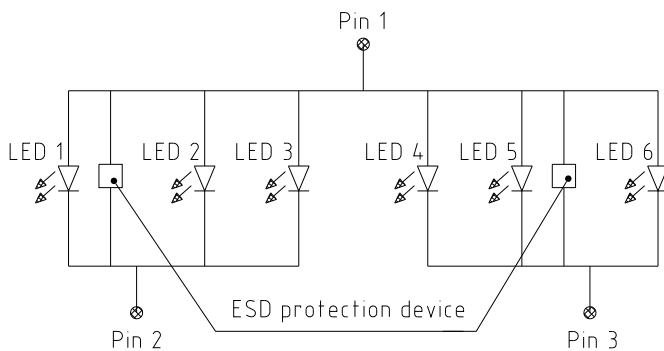 Pin 1
LED 1
LED 2
LED 3
LED 4
LED 5
LED 6
ESD protection device
Pin 2
Pin 3